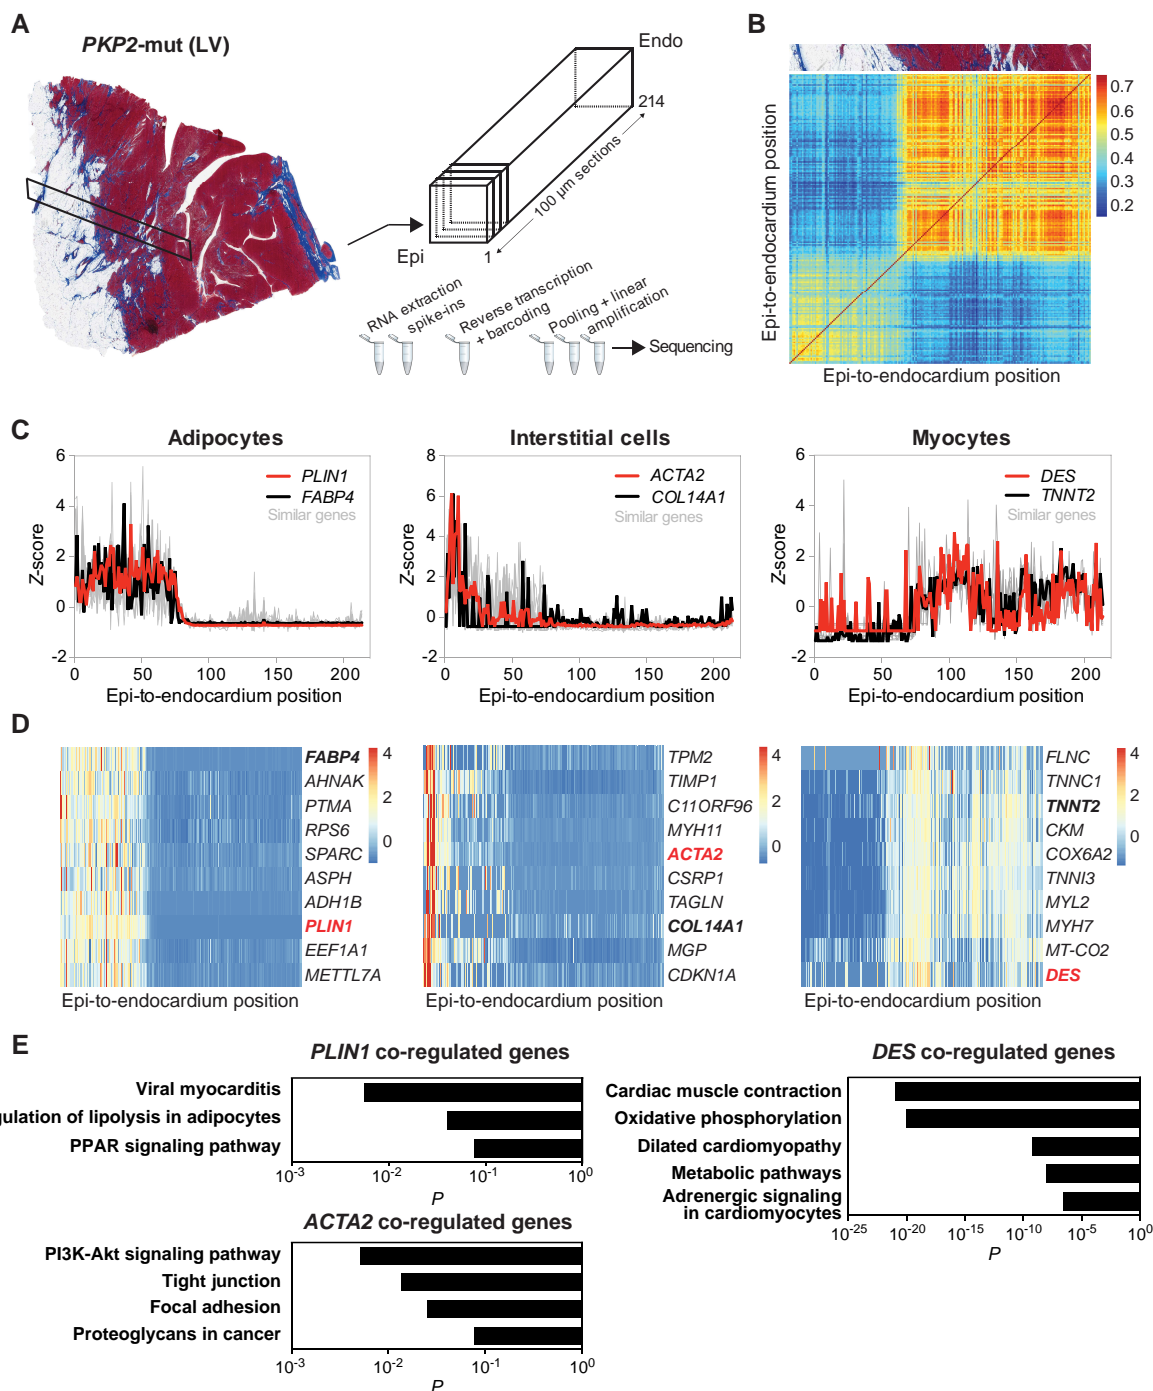 A
PKP2-mut (LV)
Endo
214
100 µm sections
1
Epi
RNA extraction
spike-ins
Reverse transcription
+ barcoding
Pooling + linear
amplification
Sequencing
B
Epi-to-endocardium position
0.7
0.6
0.5
0.4
0.3
0.2
Epi-to-endocardium position
C
Adipocytes
Z-score
6
4
2
0
-2
PLIN1
FABP4
Similar genes
0 50 100 150 200
Epi-to-endocardium position
Interstitial cells
Z-score
8
6
4
2
0
-2
ACTA2
COL14A1
Similar genes
0 50 100 150 200
Epi-to-endocardium position
Myocytes
Z-score
6
4
2
0
-2
DES
TNNT2
Similar genes
0 50 100 150 200
Epi-to-endocardium position
D
FABP4
AHNAK
PTMA
RPS6
SPARC
ASPH
ADH1B
PLIN1
EEF1A1
METTL7A
4
2
0
Epi-to-endocardium position
TPM2
TIMP1
C11ORF96
MYH11
ACTA2
CSRP1
TAGLN
COL14A1
MGP
CDKN1A
4
2
0
Epi-to-endocardium position
FLNC
TNNC1
TNNT2
CKM
COX6A2
TNNI3
MYL2
MYH7
MT-CO2
DES
4
2
0
Epi-to-endocardium position
E
PLIN1 co-regulated genes
Viral myocarditis
gulation of lipolysis in adipocytes
PPAR signaling pathway
10-3 10-2 10-1 100
P
ACTA2 co-regulated genes
PI3K-Akt signaling pathway
Tight junction
Focal adhesion
Proteoglycans in cancer
10-3 10-2 10-1 100
P
DES co-regulated genes
Cardiac muscle contraction
Oxidative phosphorylation
Dilated cardiomyopathy
Metabolic pathways
Adrenergic signaling
in cardiomyocytes
10-25 10-20 10-15 10-10 10-5 100
P